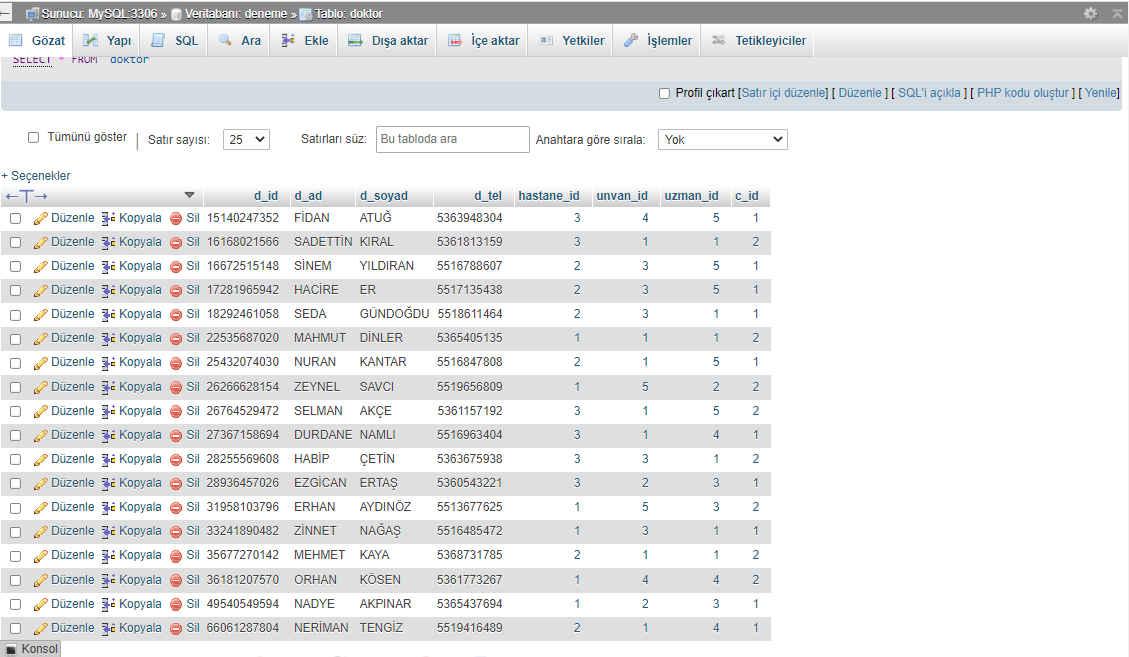 Sunucu: MySQL:3306 » Veritabanı: deneme » Tablo: doktor
Gözat Yapı SQL Ara Ekle Dışa aktar İçe aktar Yetkiler İşlemler Tetikleyiciler
SELECT * FROM `doktor`
Profil çıkart [Satır içi düzenle] [ Düzenle ] [ SQL'i açıkla ] [ PHP kodu oluştur ] [ Yenile]
Tümünü göster | Satır sayısı: 25 Satırları süz: Bu tabloda ara Anahtara göre sırala: Yok
+ Seçenekler
←T→ d_id d_ad d_soyad d_tel hastane_id unvan_id uzman_id c_id
Düzenle Kopyala Sil 15140247352 FİDAN ATUĞ 5363948304 3 4 5 1
Düzenle Kopyala Sil 16168021566 SADETTİN KIRAL 5361813159 3 1 1 2
Düzenle Kopyala Sil 16672515148 SİNEM YILDIRAN 5516788607 2 3 5 1
Düzenle Kopyala Sil 17281965942 HACİRE ER 5517135438 2 3 5 1
Düzenle Kopyala Sil 18292461058 SEDA GÜNDOĞDU 5518611464 2 3 1 1
Düzenle Kopyala Sil 22535687020 MAHMUT DİNLER 5365405135 1 1 1 2
Düzenle Kopyala Sil 25432074030 NURAN KANTAR 5516847808 2 1 5 1
Düzenle Kopyala Sil 26266628154 ZEYNEL SAVCI 5519656809 1 5 2 2
Düzenle Kopyala Sil 26764529472 SELMAN AKÇE 5361157192 3 1 5 2
Düzenle Kopyala Sil 27367158694 DURDANE NAMLI 5516963404 3 1 4 1
Düzenle Kopyala Sil 28255569608 HABİP ÇETİN 5363675938 3 3 1 2
Düzenle Kopyala Sil 28936457026 EZGİCAN ERTAŞ 5360543221 3 2 3 1
Düzenle Kopyala Sil 31958103796 ERHAN AYDINÖZ 5513677625 1 5 3 2
Düzenle Kopyala Sil 33241890482 ZİNNET NAĞAŞ 5516485472 1 3 1 1
Düzenle Kopyala Sil 35677270142 MEHMET KAYA 5368731785 2 1 1 2
Düzenle Kopyala Sil 36181207570 ORHAN KÖSEN 5361773267 1 4 4 2
Düzenle Kopyala Sil 49540549594 NADYE AKPINAR 5365437694 1 2 3 1
Düzenle Kopyala Sil 66061287804 NERİMAN TENGİZ 5519416489 2 1 4 1
Konsol